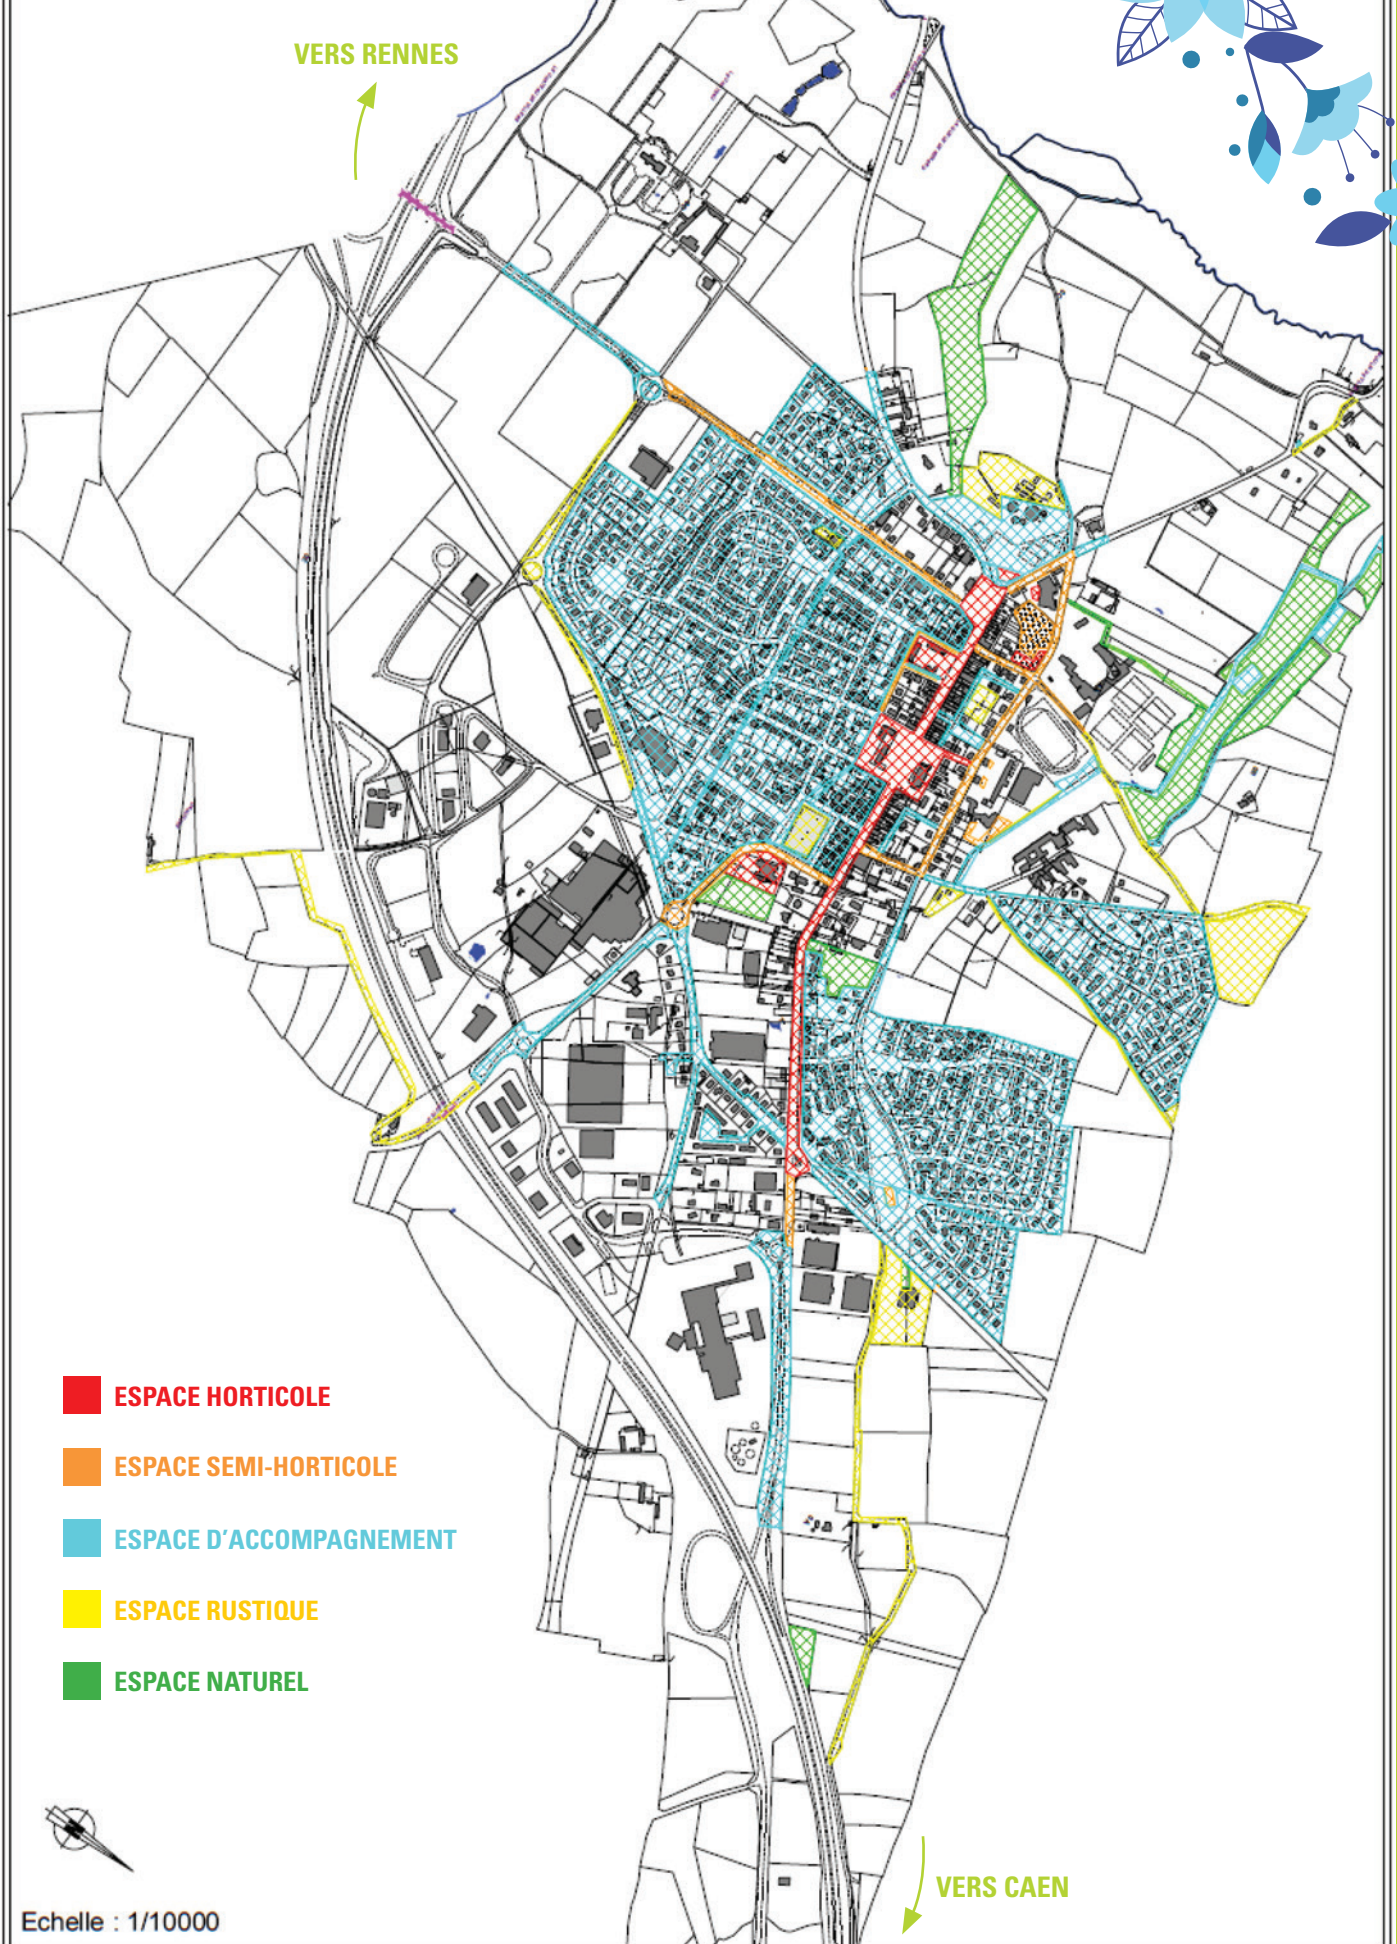 VERS RENNES
ESPACE HORTICOLE
ESPACE SEMI-HORTICOLE
ESPACE D'ACCOMPAGNEMENT
ESPACE RUSTIQUE
ESPACE NATUREL
VERS CAEN
Echelle : 1/10000